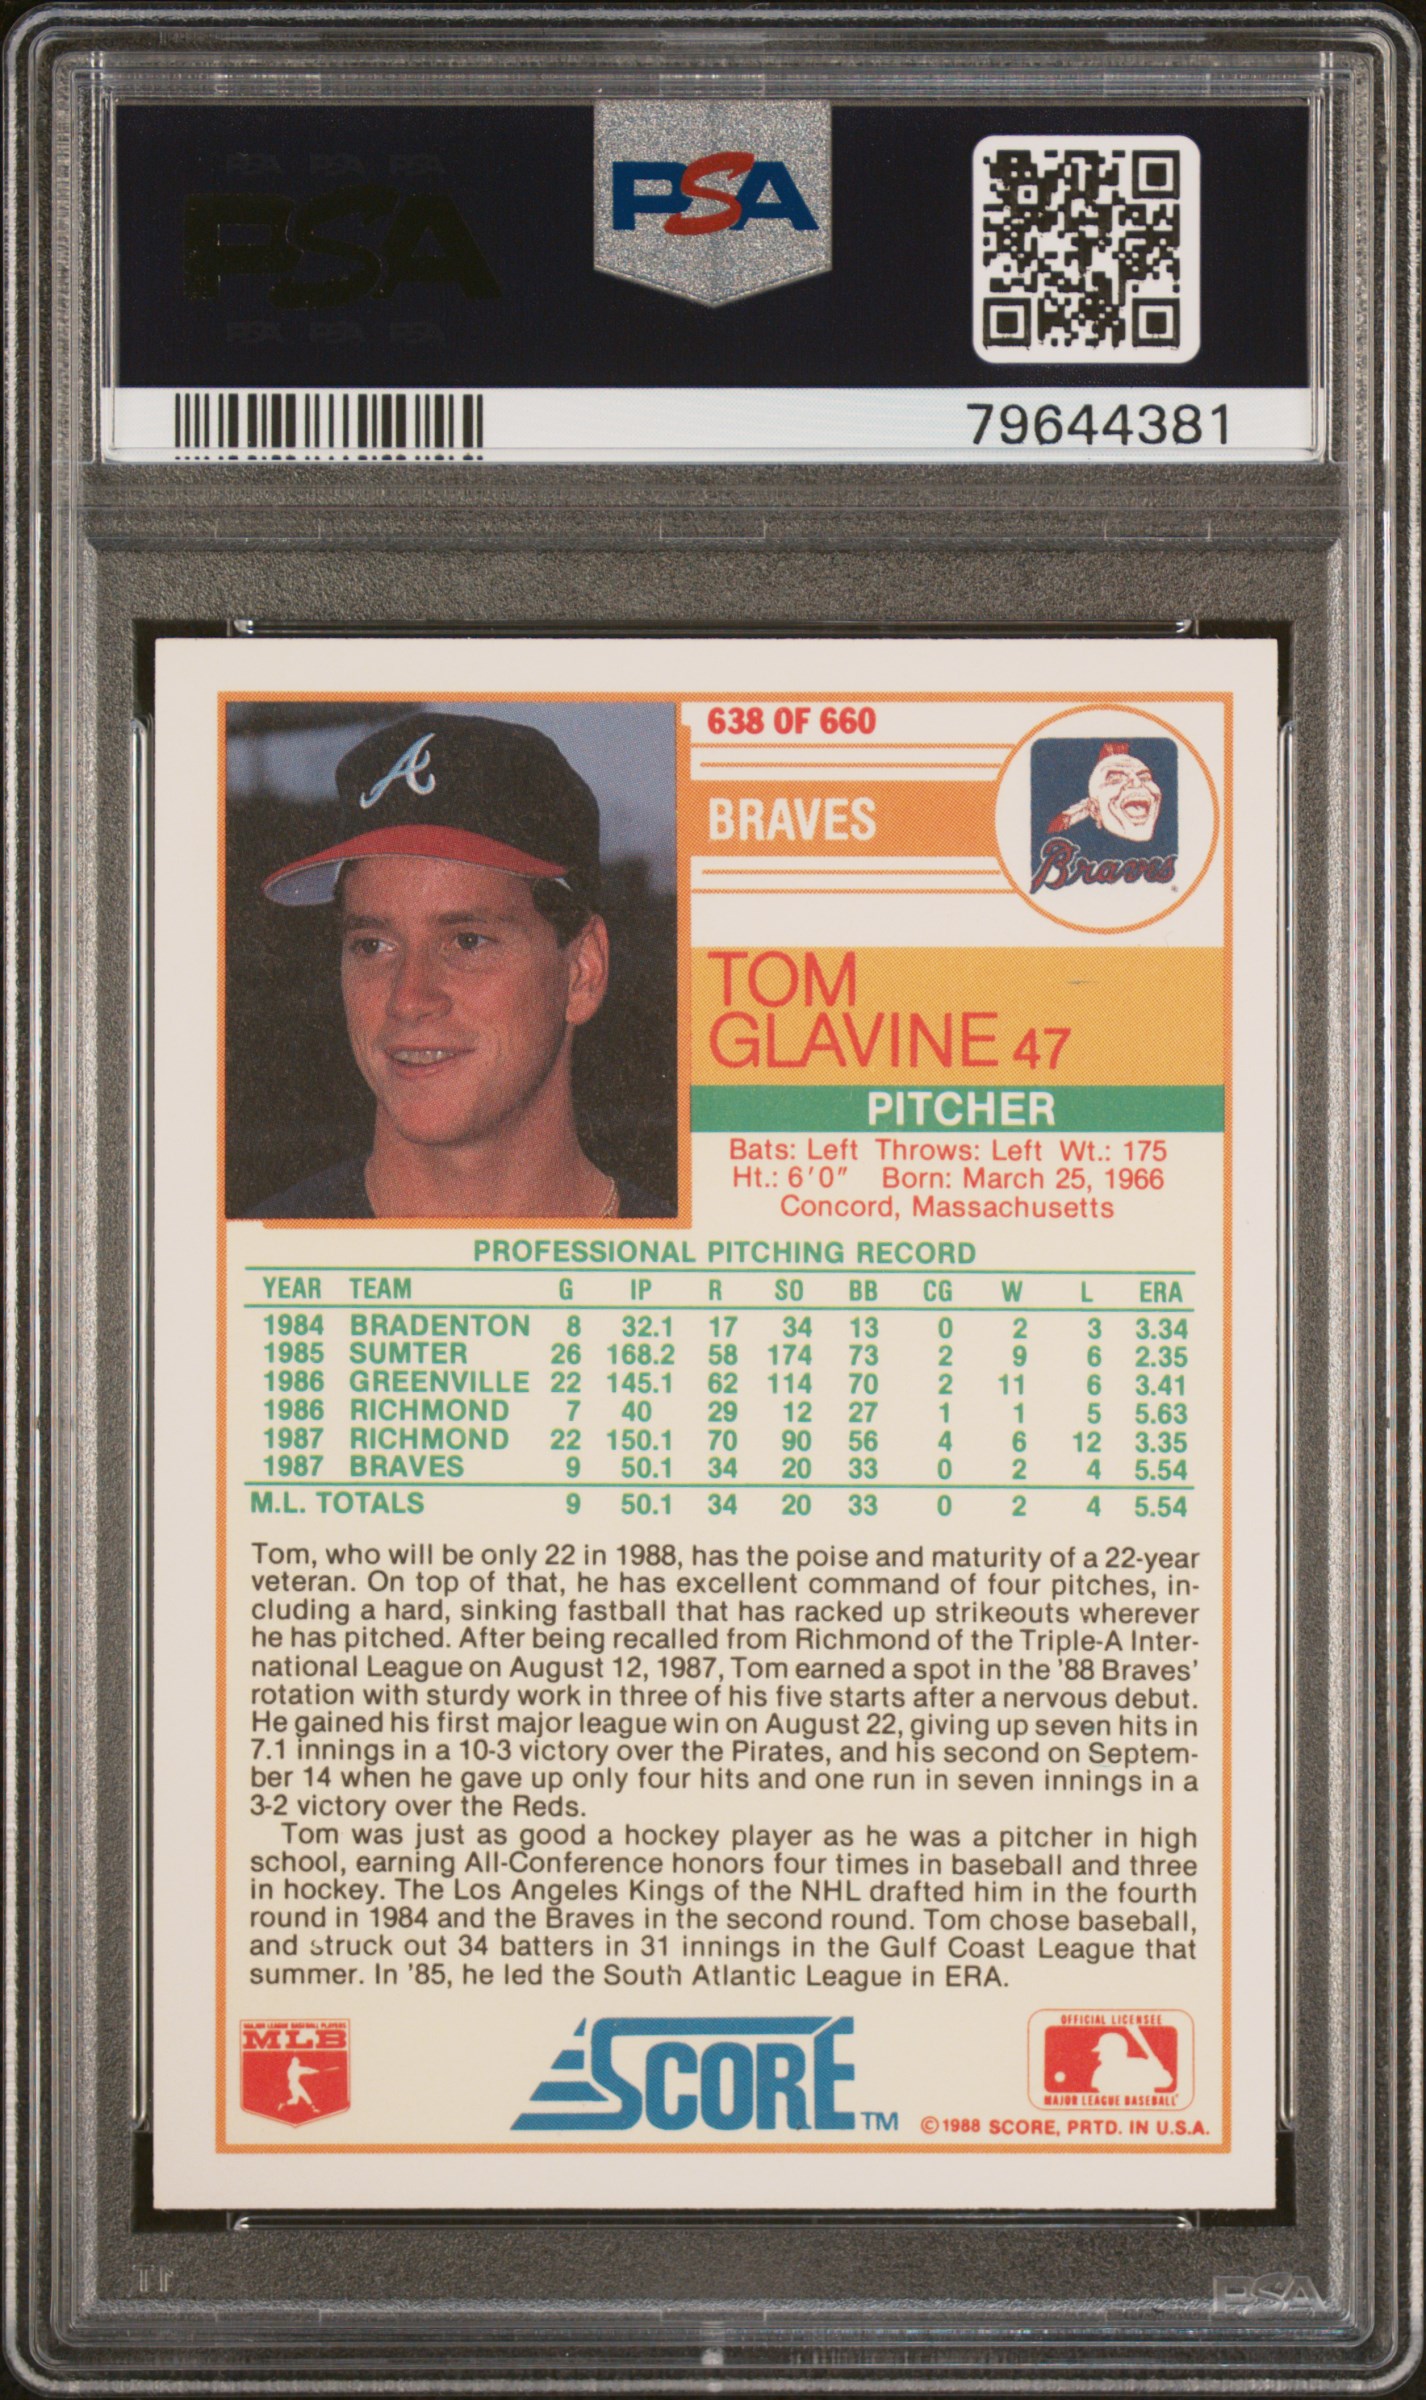 PSA PSA PSA
PSA
PSA PSA PSA
PSA
79644381
638 OF 660
BRAVES
Braves
TOM
GLAVINE 47
PITCHER
Bats: Left Throws: Left Wt.: 175
Ht.: 6'0" Born: March 25, 1966
Concord, Massachusetts
PROFESSIONAL PITCHING RECORD
YEAR TEAM G IP R SO BB CG W L ERA
1984 BRADENTON 8 32.1 17 34 13 0 2 3 3.34
1985 SUMTER 26 168.2 58 174 73 2 9 6 2.35
1986 GREENVILLE 22 145.1 62 114 70 2 11 6 3.41
1986 RICHMOND 7 40 29 12 27 1 1 5 5.63
1987 RICHMOND 22 150.1 70 90 56 4 6 12 3.35
1987 BRAVES 9 50.1 34 20 33 0 2 4 5.54
M.L. TOTALS 9 50.1 34 20 33 0 2 4 5.54
Tom, who will be only 22 in 1988, has the poise and maturity of a 22-year
veteran. On top of that, he has excellent command of four pitches, in-
cluding a hard, sinking fastball that has racked up strikeouts wherever
he has pitched. After being recalled from Richmond of the Triple-A Inter-
national League on August 12, 1987, Tom earned a spot in the '88 Braves'
rotation with sturdy work in three of his five starts after a nervous debut.
He gained his first major league win on August 22, giving up seven hits in
7.1 innings in a 10-3 victory over the Pirates, and his second on Septem-
ber 14 when he gave up only four hits and one run in seven innings in a
3-2 victory over the Reds.
Tom was just as good a hockey player as he was a pitcher in high
school, earning All-Conference honors four times in baseball and three
in hockey. The Los Angeles Kings of the NHL drafted him in the fourth
round in 1984 and the Braves in the second round. Tom chose baseball,
and struck out 34 batters in 31 innings in the Gulf Coast League that
summer. In '85, he led the South Atlantic League in ERA.
MAJOR LEAGUE BASEBALL PLAYERS
MLB
SCORE TM
OFFICIAL LICENSEE
MAJOR LEAGUE BASEBALL
©1988 SCORE, PRTD. IN U.S.A.
PSA